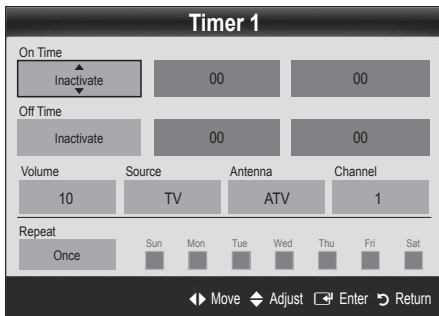 Timer 1
On Time
Inactivate 00 00
Off Time
Inactivate 00 00
Volume Source Antenna Channel
10 TV ATV 1
Repeat
Once Sun Mon Tue Wed Thu Fri Sat
Move Adjust Enter Return